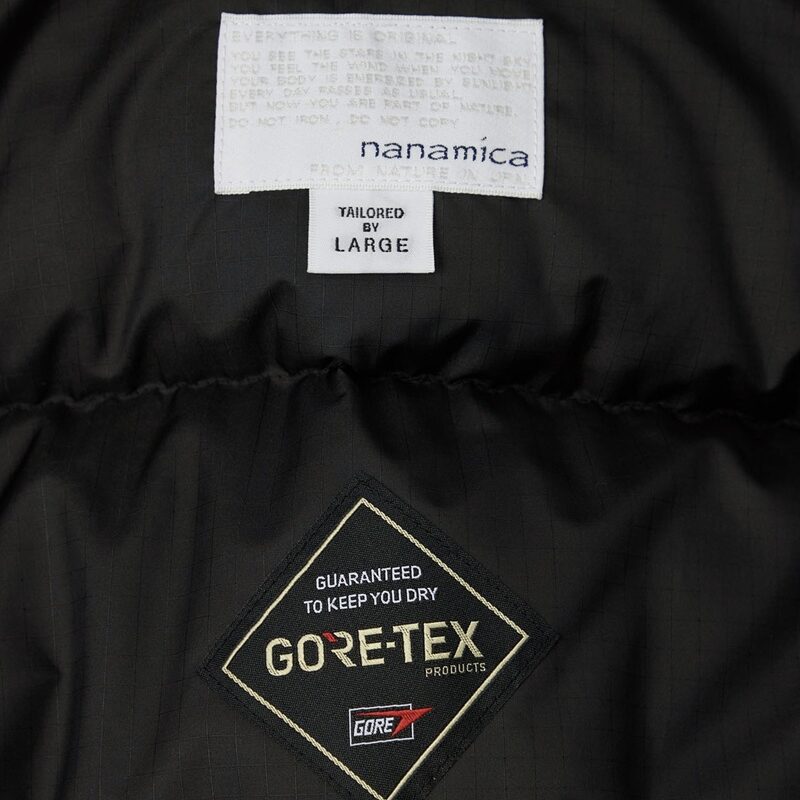 EVERYTHING IS ORIGINAL
YOU SEE THE STARS IN THE NIGHT SKY
YOU FEEL THE WIND WHEN YOU MOVE
YOUR BODY IS ENERGIZED BY SUNLIGHT
EVERY DAY PASSES AS USUAL
BUT NOW YOU ARE PART OF NATURE.
DO NOT IRON, DO NOT COPY
nanamica
FROM NATURE IN
TAILORED
BY
LARGE
GUARANTEED
TO KEEP YOU DRY
GORE-TEX
PRODUCTS
GORE